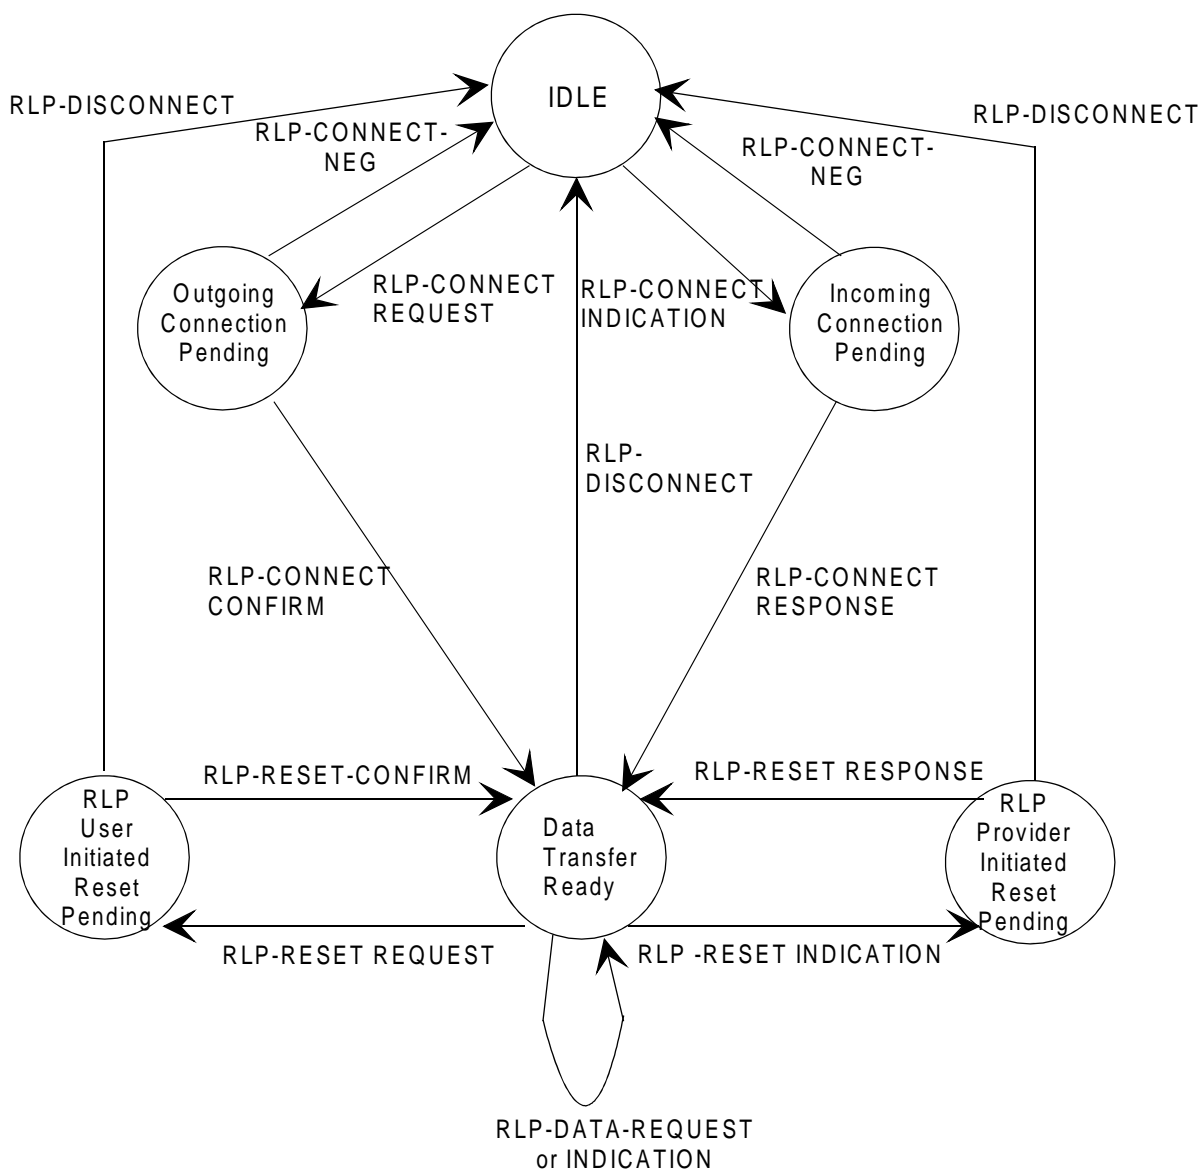 IDLE
RLP-DISCONNECT
RLP-CONNECT-
NEG
RLP-CONNECT-
NEG
RLP-DISCONNECT
Outgoing
Connection
Pending
RLP-CONNECT
REQUEST
RLP-CONNECT
INDICATION
Incoming
Connection
Pending
RLP-
DISCONNECT
RLP-CONNECT
CONFIRM
RLP-CONNECT
RESPONSE
RLP-RESET-CONFIRM
RLP-RESET RESPONSE
RLP
User
Initiated
Reset
Pending
Data
Transfer
Ready
RLP
Provider
Initiated
Reset
Pending
RLP-RESET REQUEST
RLP -RESET INDICATION
RLP-DATA-REQUEST
or INDICATION